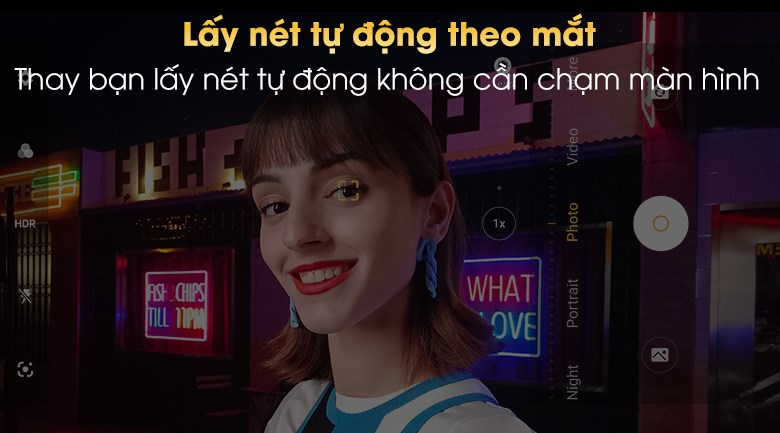 Lấy nét tự động theo mắt
Thay bạn lấy nét tự động không cần chạm màn hình
FISH
HDR
1x
Video
Photo
Portrait
Night
FISH CHIPS
TILL 11PM
WHAT
LOVE